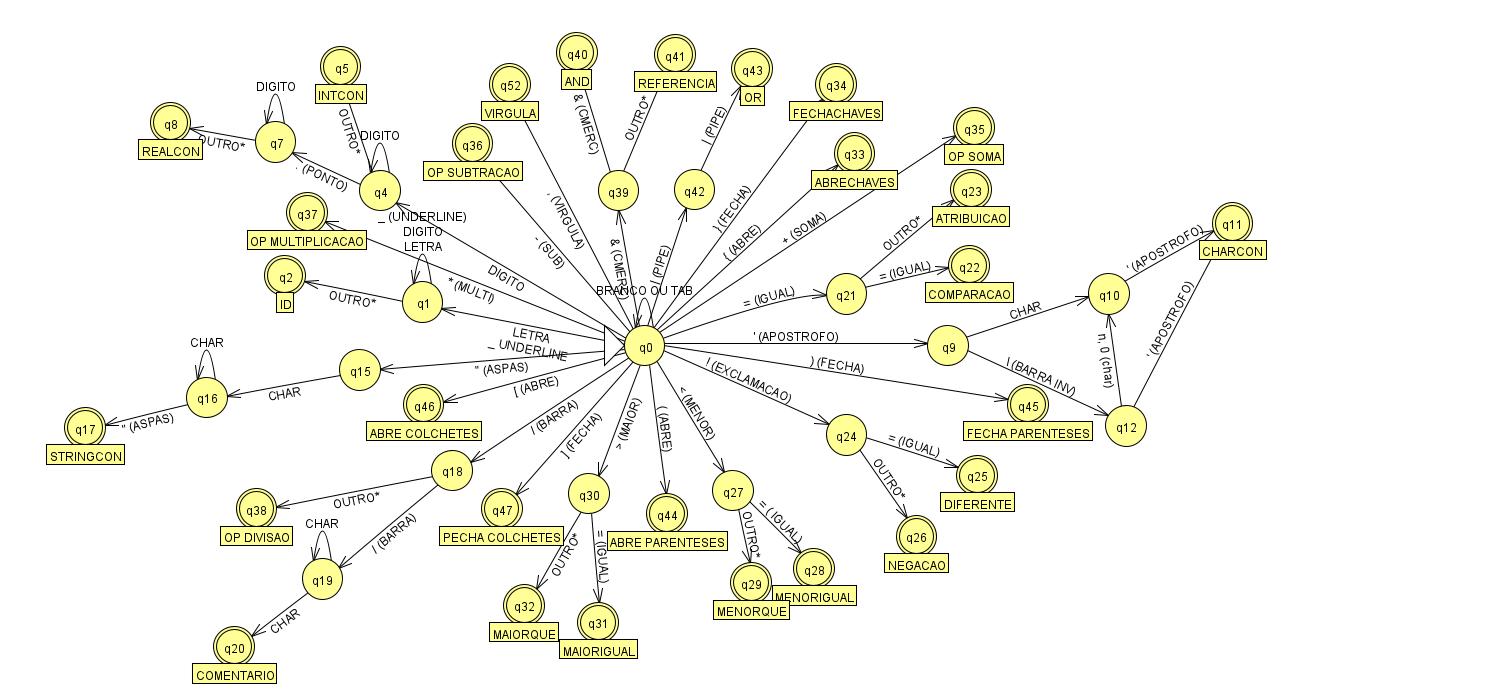 q40
AND
q41
REFERENCIA
q5
INTCON
q52
VIRGULA
q43
OR
q34
FECHACHAVES
DIGITO
q8
REALCON
OUTRO*
q7
OUTRO*
DIGITO
. (PONTO)
q4
q36
OP SUBTRACAO
& (CMERC)
OUTRO*
| (PIPE)
q35
OP SOMA
q33
ABRECHAVES
q39
q42
q23
ATRIBUICAO
q37
OP MULTIPLICACAO
_ (UNDERLINE)
DIGITO
LETRA
, (VIRGULA)
- (SUB)
& (CMERC)
| (PIPE)
} (FECHA)
{ (ABRE)
+ (SOMA)
OUTRO*
q11
CHARCON
' (APOSTROFO)
q2
ID
OUTRO*
q1
* (MULTI)
DIGITO
BRANCO OU TAB
= (IGUAL)
q21
= (IGUAL)
q22
COMPARACAO
q10
CHAR
' (APOSTROFO)
LETRA
_ UNDERLINE
q0
' (APOSTROFO)
q9
n, 0 (char)
CHAR
q15
" (ASPAS)
) (FECHA)
\ (BARRA INV)
q16
CHAR
[ (ABRE)
! (EXCLAMACAO)
q46
ABRE COLCHETES
q45
FECHA PARENTESES
q12
q17
STRINGCON
" (ASPAS)
/ (BARRA)
] (FECHA)
> (MAIOR)
( (ABRE)
< (MENOR)
q24
= (IGUAL)
q25
DIFERENTE
OUTRO*
q18
OUTRO*
q38
OP DIVISAO
/ (BARRA)
q47
PECHA COLCHETES
q30
q44
ABRE PARENTESES
q27
OUTRO*
= (IGUAL)
q26
NEGACAO
CHAR
q19
OUTRO*
= (IGUAL)
q28
MENORIGUAL
q29
MENORQUE
q32
MAIORQUE
q31
MAIORIGUAL
CHAR
q20
COMENTARIO